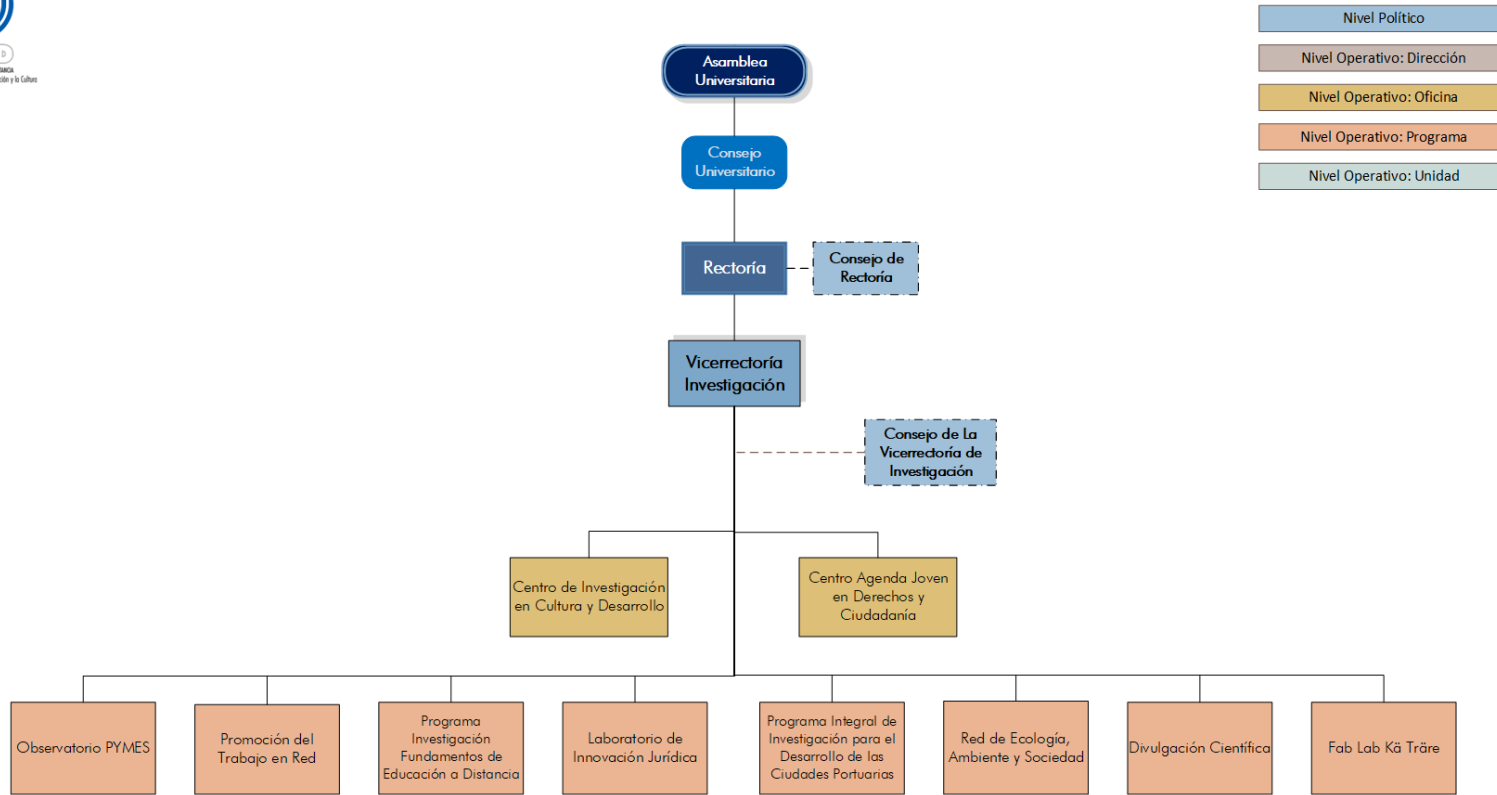 D
ción y la Cultura
Nivel Político
Nivel Operativo: Dirección
Nivel Operativo: Oficina
Nivel Operativo: Programa
Nivel Operativo: Unidad
Asamblea
Universitaria
Consejo
Universitario
Rectoría
Consejo de
Rectoría
Vicerrectoría
Investigación
Consejo de La
Vicerrectoría de
Investigación
Centro de Investigación
en Cultura y Desarrollo
Centro Agenda Joven
en Derechos y
Ciudadanía
Observatorio PYMES
Promoción del
Trabajo en Red
Programa
Investigación
Fundamentos de
Educación a Distancia
Laboratorio de
Innovación Jurídica
Programa Integral de
Investigación para el
Desarrollo de las
Ciudades Portuarias
Red de Ecología,
Ambiente y Sociedad
Divulgación Científica
Fab Lab Kä Träre